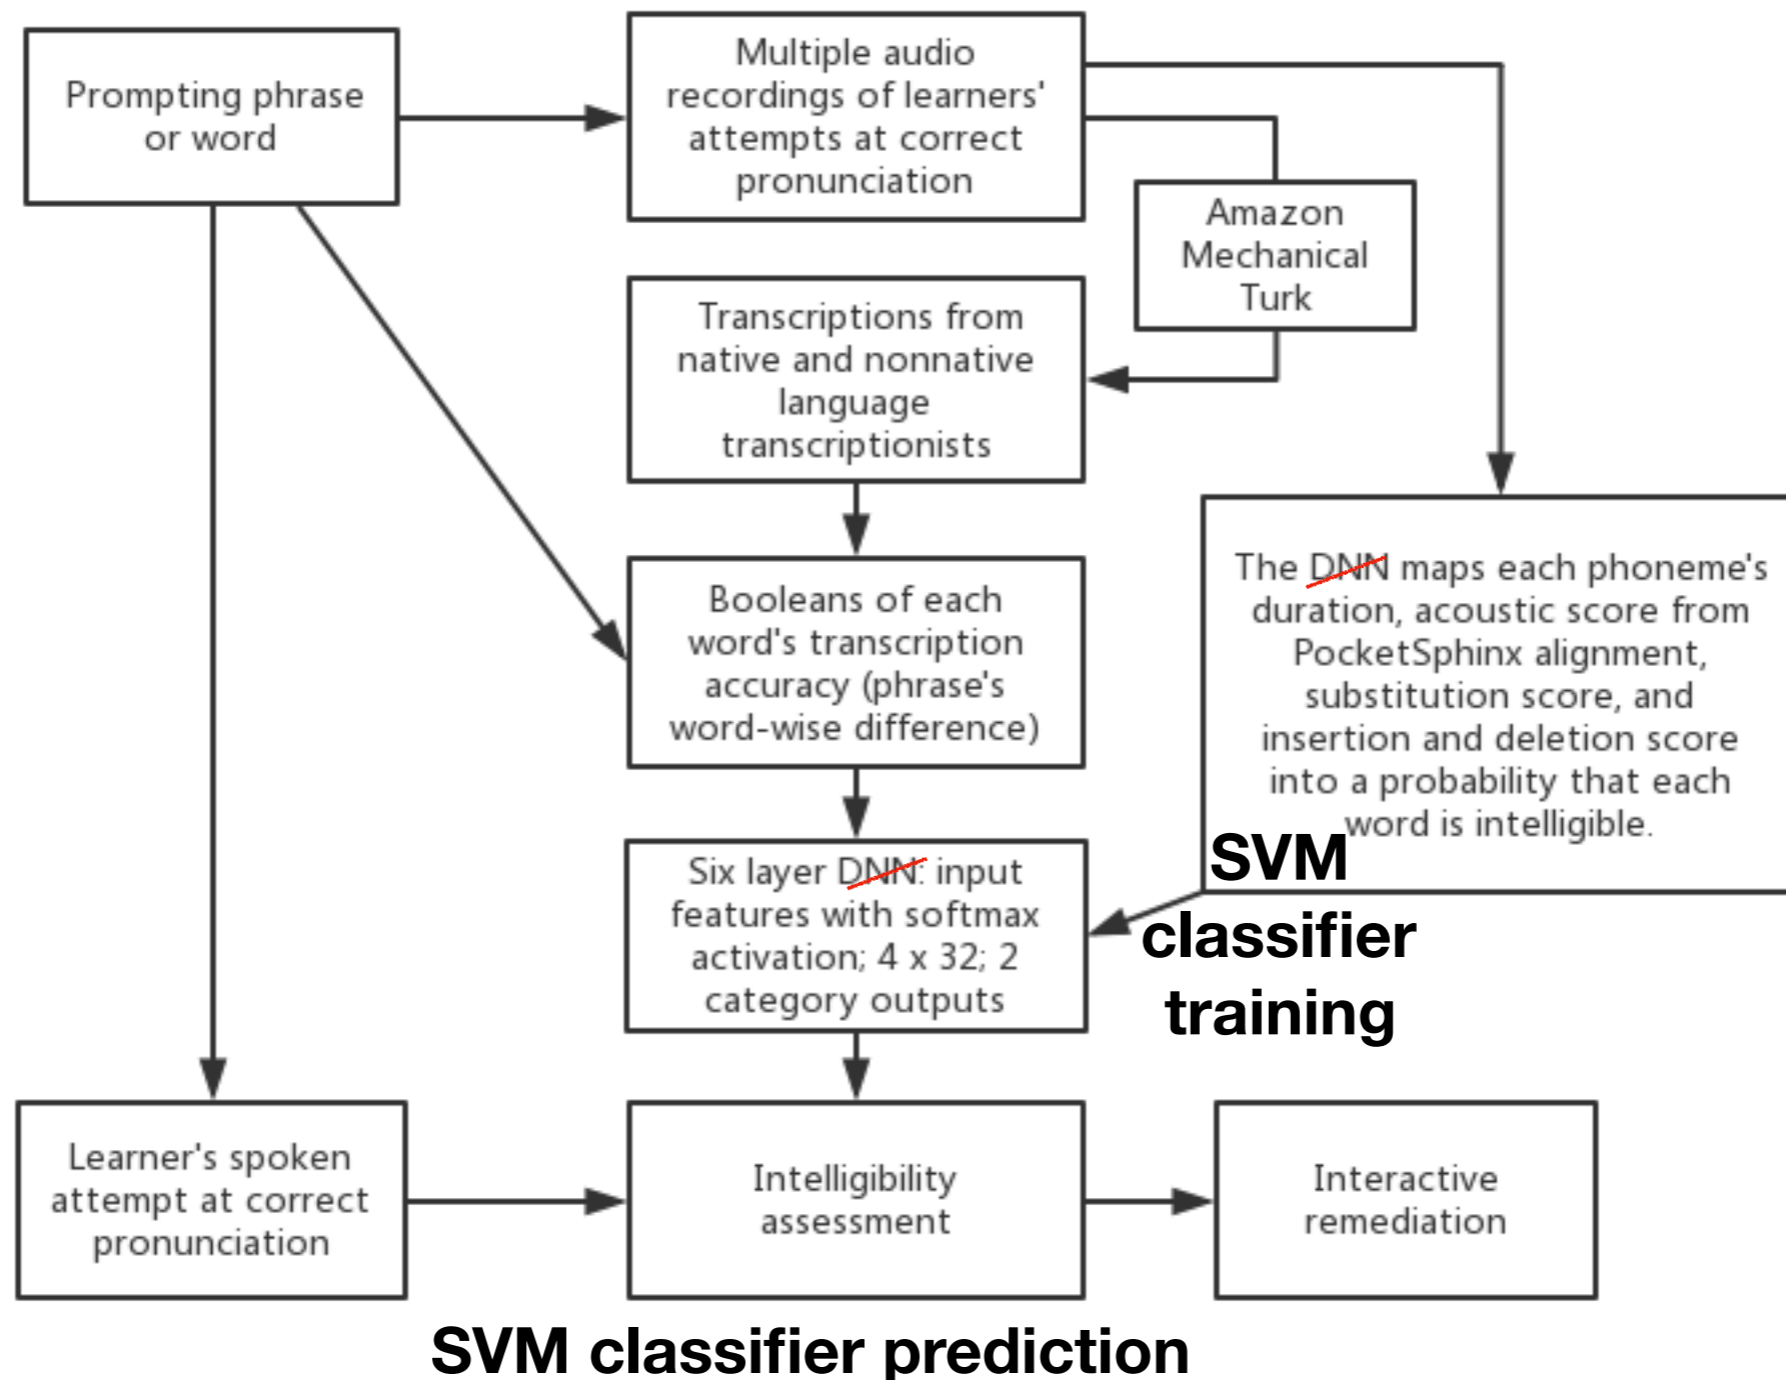 Prompting phrase
or word
Multiple audio
recordings of learners'
attempts at correct
pronunciation
Amazon
Mechanical
Turk
Transcriptions from
native and nonnative
language
transcriptionists
Booleans of each
word's transcription
accuracy (phrase's
word-wise difference)
The DNN maps each phoneme's
duration, acoustic score from
PocketSphinx alignment,
substitution score, and
insertion and deletion score
into a probability that each
word is intelligible.
Six layer DNN: input
features with softmax
activation; 4 x 32; 2
category outputs
SVM
classifier
training
Learner's spoken
attempt at correct
pronunciation
Intelligibility
assessment
Interactive
remediation
SVM classifier prediction